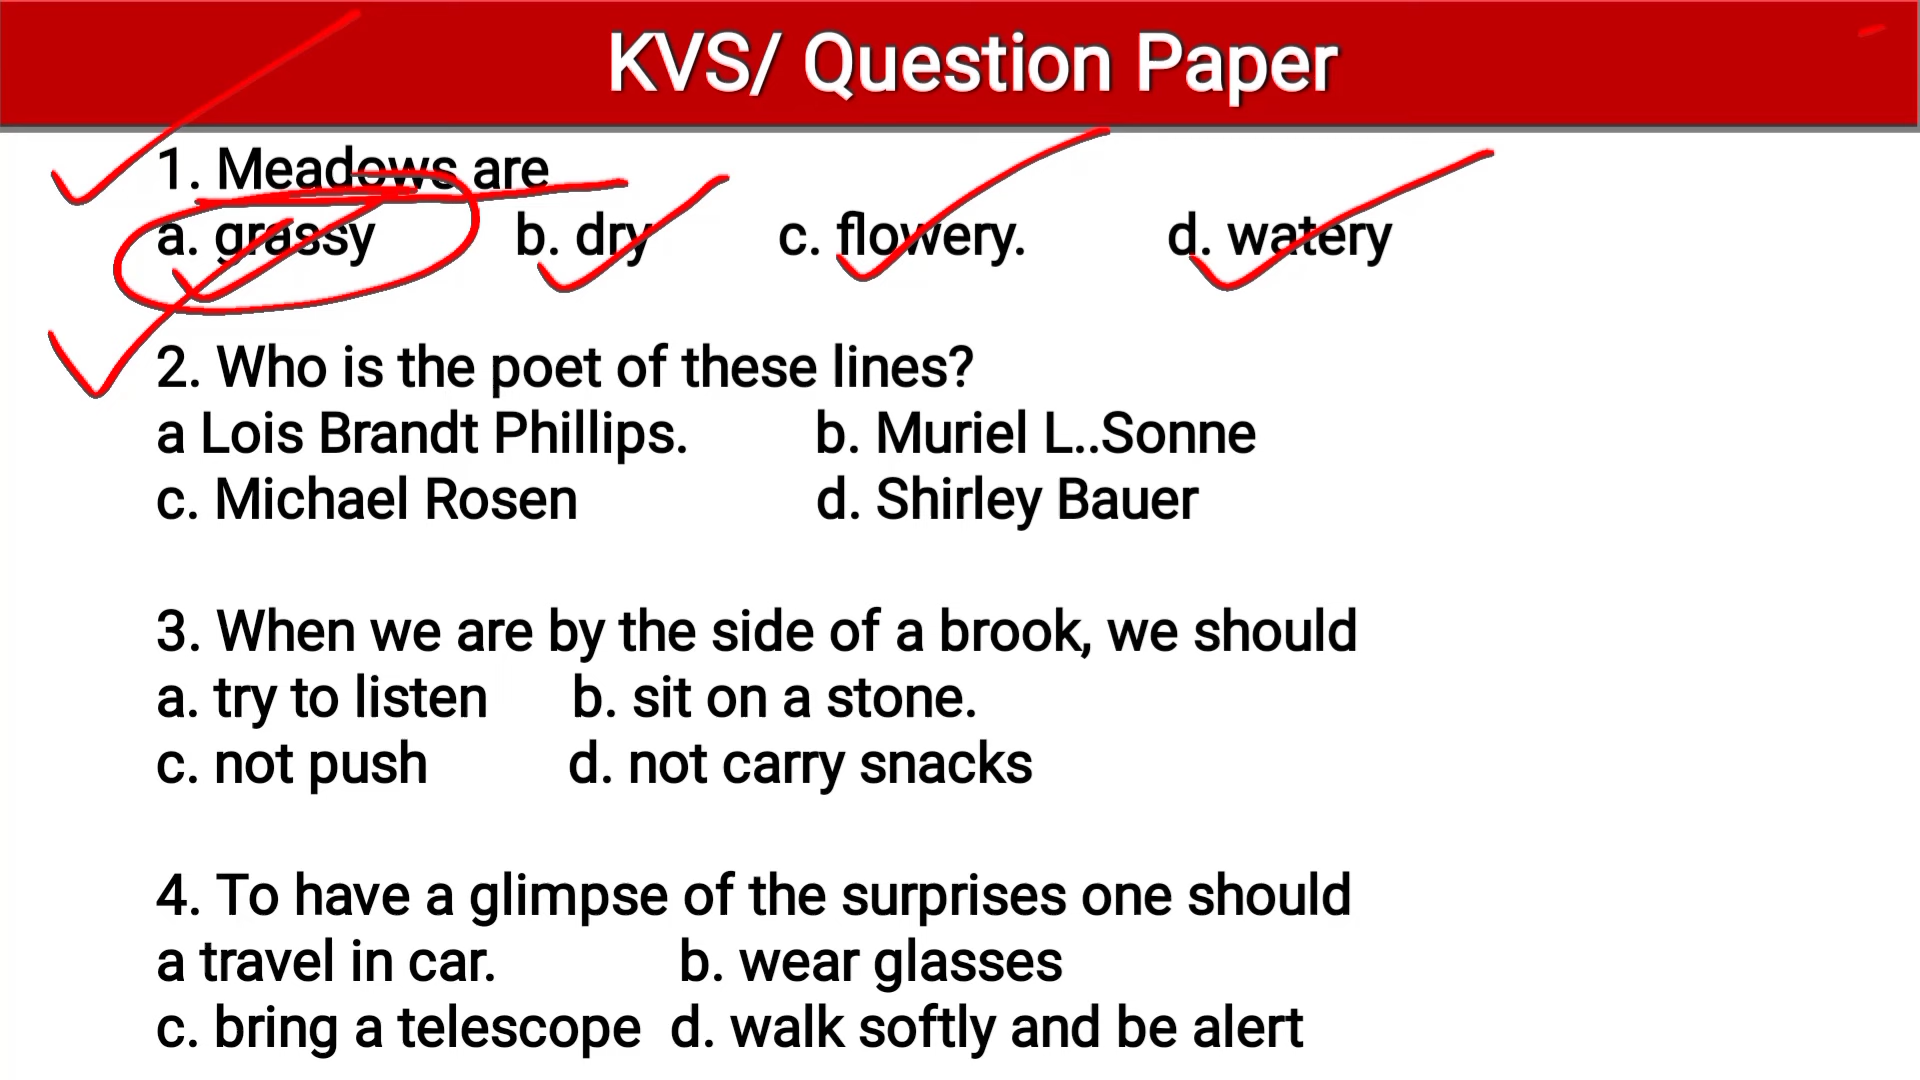 KVS/ Question Paper
1. Meadows are
a. grassy b. dry c. flowery. d. watery
2. Who is the poet of these lines?
a Lois Brandt Phillips. b. Muriel L..Sonne
c. Michael Rosen d. Shirley Bauer
3. When we are by the side of a brook, we should
a. try to listen b. sit on a stone.
c. not push d. not carry snacks
4. To have a glimpse of the surprises one should
a travel in car. b. wear glasses
c. bring a telescope d. walk softly and be alert